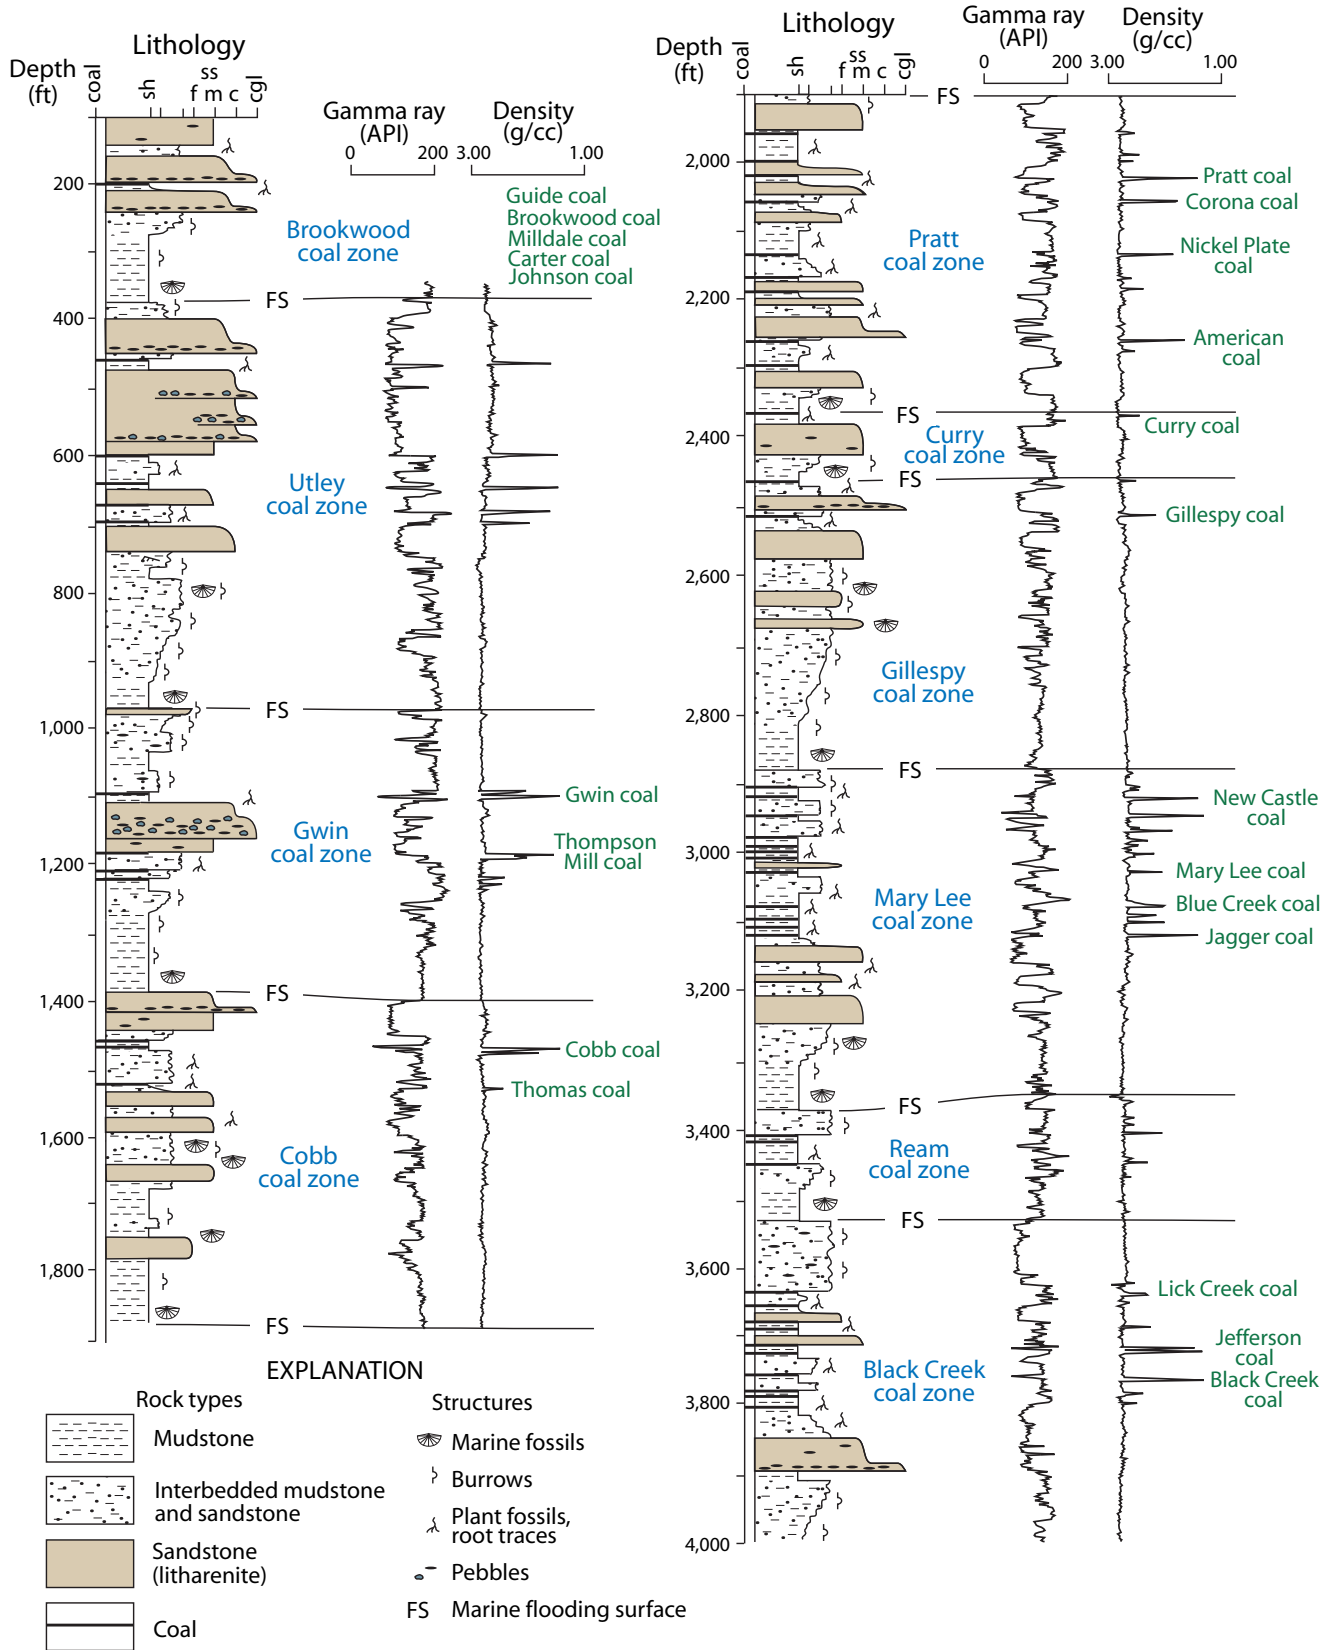 Lithology
Depth
(ft)
coal
sh
ss
f m c
cgl
Gamma ray
(API)
0
200
Density
(g/cc)
3.00
1.00
200
400
600
800
1,000
1,200
1,400
1,600
1,800
Guide coal
Brookwood coal
Milldale coal
Carter coal
Johnson coal
Brookwood
coal zone
FS
Utley
coal zone
FS
Gwin coal
Gwin
coal zone
Thompson
Mill coal
FS
Cobb coal
Thomas coal
Cobb
coal zone
FS
EXPLANATION
Rock types
Mudstone
Interbedded mudstone
and sandstone
Sandstone
(litharenite)
Coal
Structures
Marine fossils
Burrows
Plant fossils,
root traces
Pebbles
FS Marine flooding surface
Lithology
Depth
(ft)
coal
sh
ss
f m c
cgl
Gamma ray
(API)
0
200
Density
(g/cc)
3.00
1.00
2,000
2,200
2,400
2,600
2,800
3,000
3,200
3,400
3,600
3,800
4,000
FS
Pratt coal
Corona coal
Pratt
coal zone
Nickel Plate
coal
American
coal
FS
Curry coal
Curry
coal zone
FS
Gillespy coal
Gillespy
coal zone
FS
New Castle
coal
Mary Lee coal
Mary Lee
coal zone
Blue Creek coal
Jagger coal
FS
Ream
coal zone
FS
Lick Creek coal
Jefferson
coal
Black Creek
coal zone
Black Creek
coal